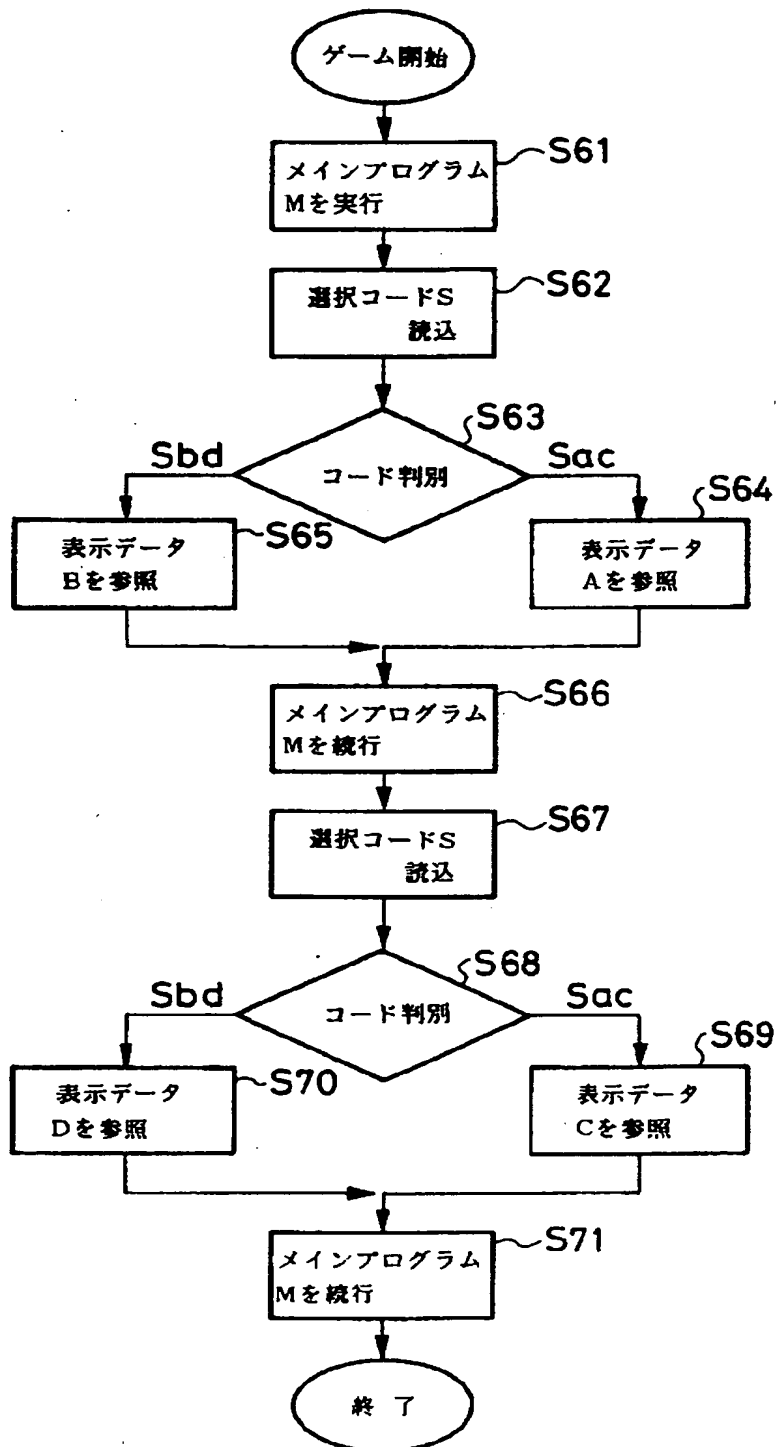 ゲーム開始
メインプログラム
Mを実行
S61
選択コードS
読込
S62
コード判別
S63
Sbd
Sac
表示データ
Bを参照
S65
表示データ
Aを参照
S64
メインプログラム
Mを続行
S66
選択コードS
読込
S67
コード判別
S68
Sbd
Sac
表示データ
Dを参照
S70
表示データ
Cを参照
S69
メインプログラム
Mを続行
S71
終了